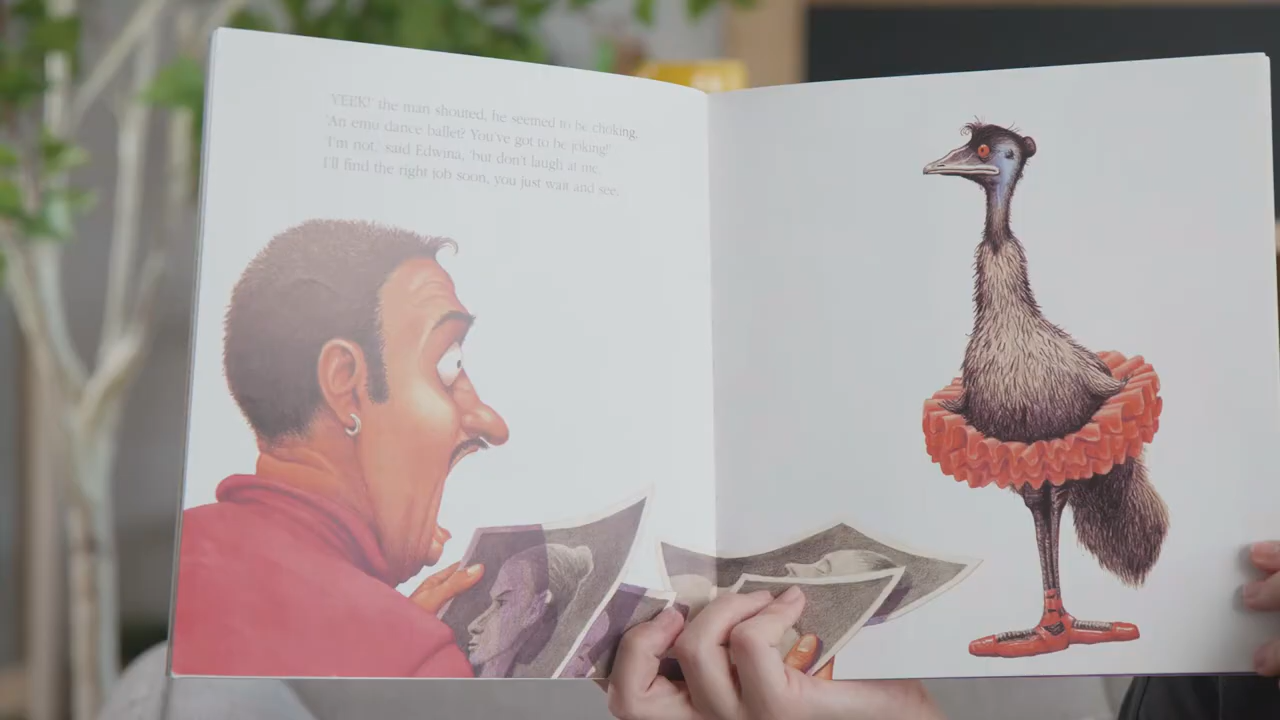 'YEEK!' the man shouted, he seemed to be choking.
'An emu dance ballet? You've got to be joking!'
'I'm not,' said Edwina, 'but don't laugh at me.
I'll find the right job soon, you just wait and see.